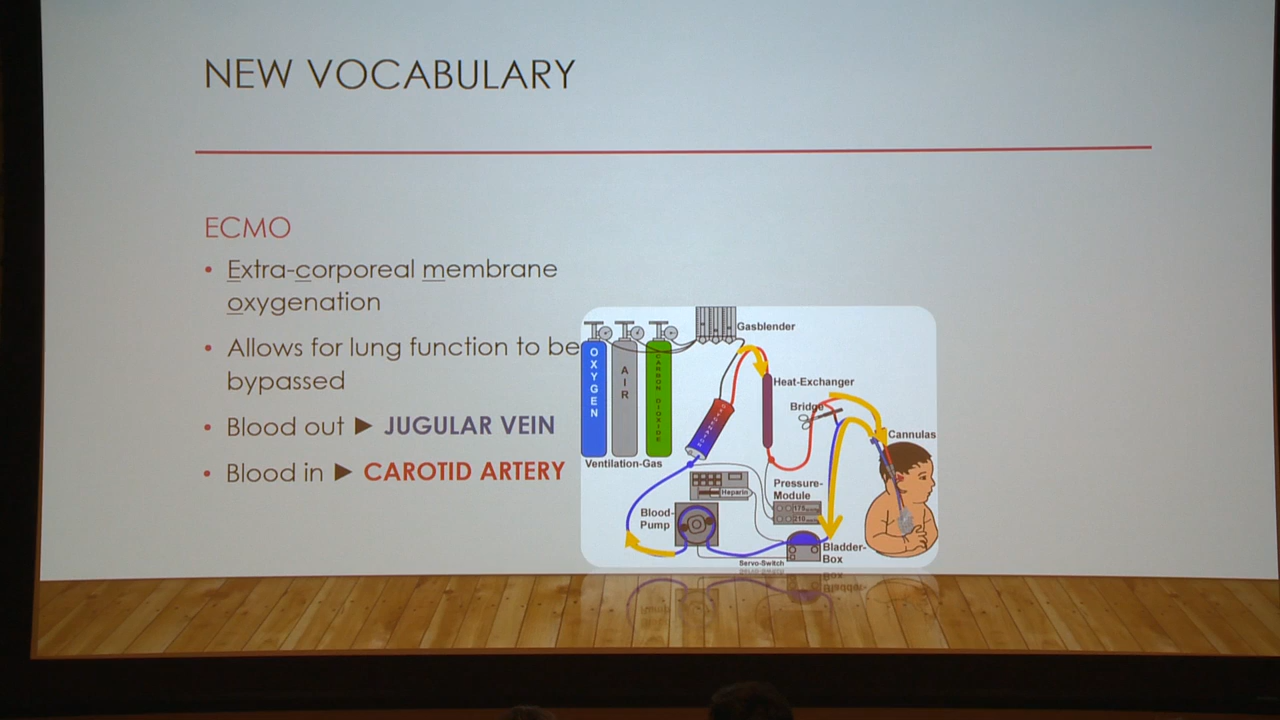 NEW VOCABULARY
ECMO
• Extra-corporeal membrane
oxygenation
• Allows for lung function to be
bypassed
• Blood out ► JUGULAR VEIN
• Blood in ► CAROTID ARTERY
Gasblender
OXYGEN
AIR
CARBON DIOXIDE
Heat-Exchanger
Bridge
Cannulas
Ventilation-Gas
Heparin
Pressure-
Module
175
210
Blood-
Pump
Bladder-
Box
Servo-Switch